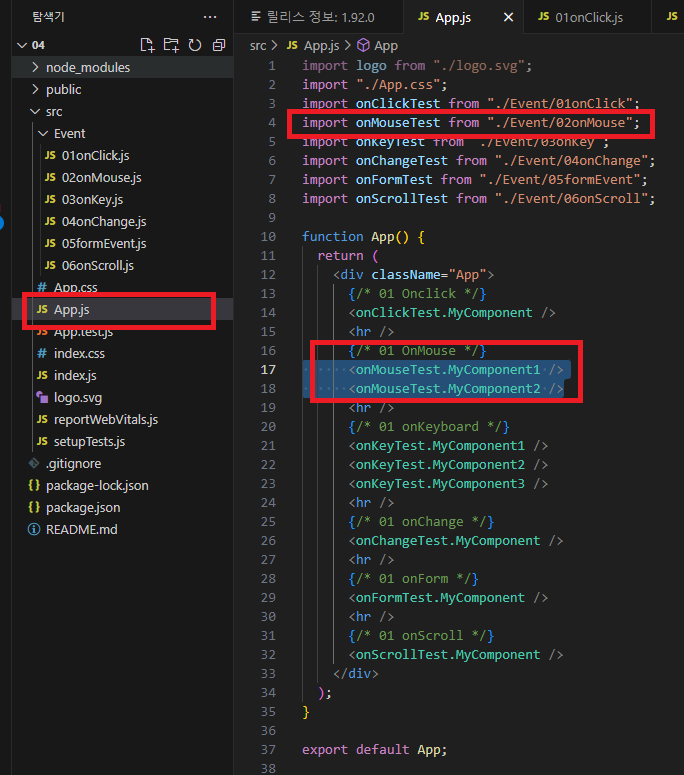 탐색기 ...
릴리스 정보: 1.92.0 JS App.js × JS 01onClick.js JS
04
src > JS App.js > App
node_modules
public
src
Event
JS 01onClick.js
JS 02onMouse.js
JS 03onKey.js
JS 04onChange.js
JS 05formEvent.js
JS 06onScroll.js
# App.css
JS App.js
JS App.test.js
# index.css
JS index.js
logo.svg
JS reportWebVitals.js
JS setupTests.js
.gitignore
{} package-lock.json
{} package.json
README.md
1 import logo from "./logo.svg";
2 import "./App.css";
3 import onClickTest from "./Event/01onClick";
4 import onMouseTest from "./Event/02onMouse";
5 import onKeyTest from "./Event/03onKey";
6 import onChangeTest from "./Event/04onChange";
7 import onFormTest from "./Event/05formEvent";
8 import onScrollTest from "./Event/06onScroll";
9
10 function App() {
11 return (
12 <div className="App">
13 {/* 01 Onclick */}
14 <onClickTest.MyComponent />
15 <hr />
16 {/* 01 OnMouse */}
17 <onMouseTest.MyComponent1 />
18 <onMouseTest.MyComponent2 />
19 <hr />
20 {/* 01 onKeyboard */}
21 <onKeyTest.MyComponent1 />
22 <onKeyTest.MyComponent2 />
23 <onKeyTest.MyComponent3 />
24 <hr />
25 {/* 01 onChange */}
26 <onChangeTest.MyComponent />
27 <hr />
28 {/* 01 onForm */}
29 <onFormTest.MyComponent />
30 <hr />
31 {/* 01 onScroll */}
32 <onScrollTest.MyComponent />
33 </div>
34 );
35 }
36
37 export default App;
38